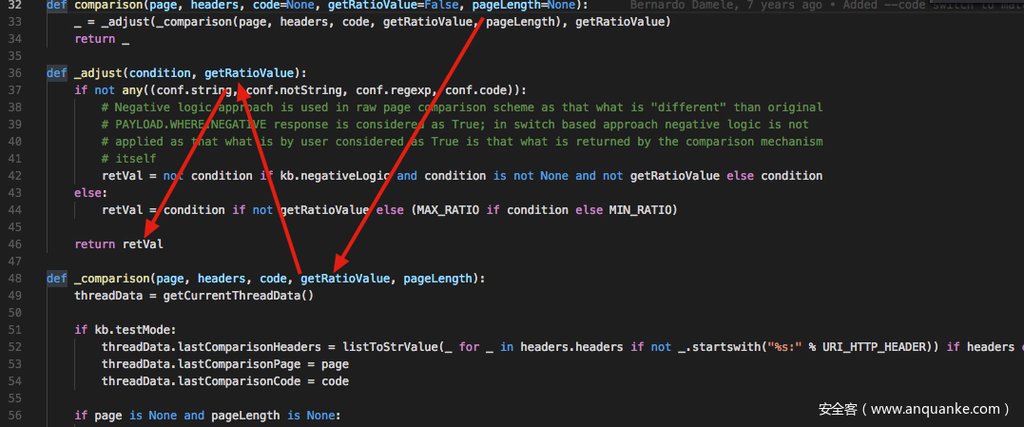 32 def comparison(page, headers, code=None, getRatioValue=False, pageLength=None): Bernardo Damele, 7 years ago • Added --code switch to mat
33 _ = _adjust(_comparison(page, headers, code, getRatioValue, pageLength), getRatioValue)
34 return _
35
36 def _adjust(condition, getRatioValue):
37 if not any((conf.string, conf.notString, conf.regexp, conf.code)):
38 # Negative logic approach is used in raw page comparison scheme as that what is "different" than original
39 # PAYLOAD.WHERE.NEGATIVE response is considered as True; in switch based approach negative logic is not
40 # applied as that what is by user considered as True is that what is returned by the comparison mechanism
41 # itself
42 retVal = not condition if kb.negativeLogic and condition is not None and not getRatioValue else condition
43 else:
44 retVal = condition if not getRatioValue else (MAX_RATIO if condition else MIN_RATIO)
45
46 return retVal
47
48 def _comparison(page, headers, code, getRatioValue, pageLength):
49 threadData = getCurrentThreadData()
50
51 if kb.testMode:
52 threadData.lastComparisonHeaders = listToStrValue(_ for _ in headers.headers if not _.startswith("%s:" % URI_HTTP_HEADER)) if headers
53 threadData.lastComparisonPage = page
54 threadData.lastComparisonCode = code
55
56 if page is None and pageLength is None:
安全客（www.anquanke.com）